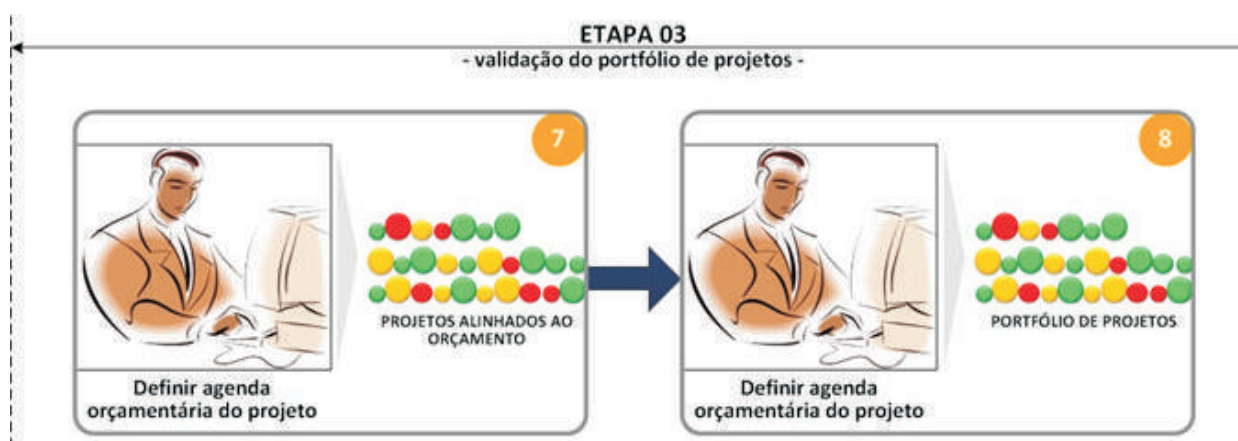 ETAPA 03
- validação do portfólio de projetos -
7
PROJETOS ALINHADOS AO
ORÇAMENTO
Definir agenda
orçamentária do projeto
8
PORTFÓLIO DE PROJETOS
Definir agenda
orçamentária do projeto